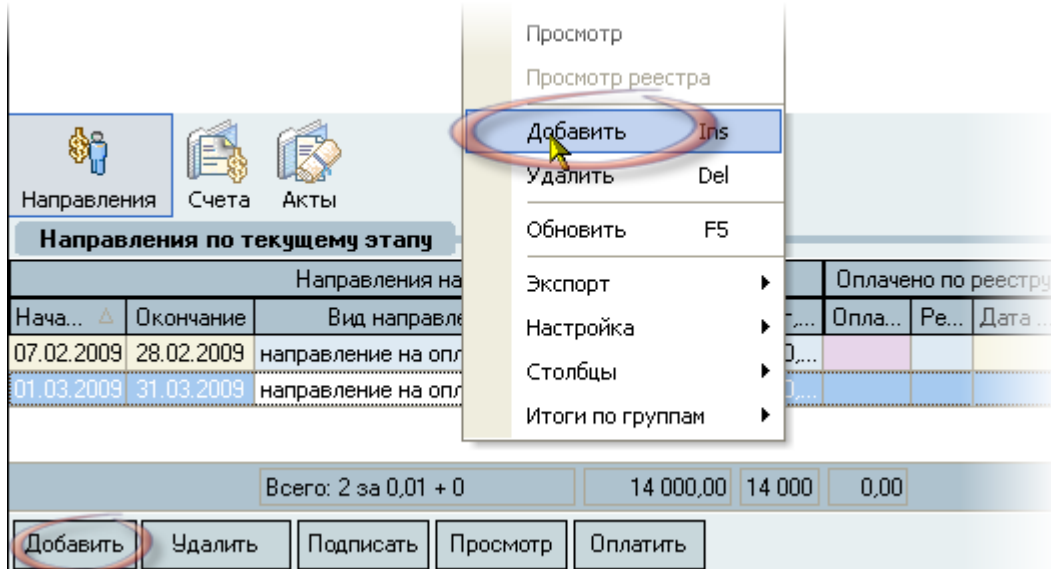 Просмотр
Просмотр реестра
Добавить Ins
Удалить Del
Обновить F5
Экспорт
Настройка
Столбцы
Итоги по группам
Направления Счета Акты
Направления по текущему этапу
Направления на Оплачено по реестру
Нача... Окончание Вид направле ,... Опла... Ре... Дата ...
07.02.2009 28.02.2009 направление на опл 0,...
01.03.2009 31.03.2009 направление на опл 0,...
Всего: 2 за 0,01 + 0 14 000,00 14 000 0,00
Добавить Удалить Подписать Просмотр Оплатить